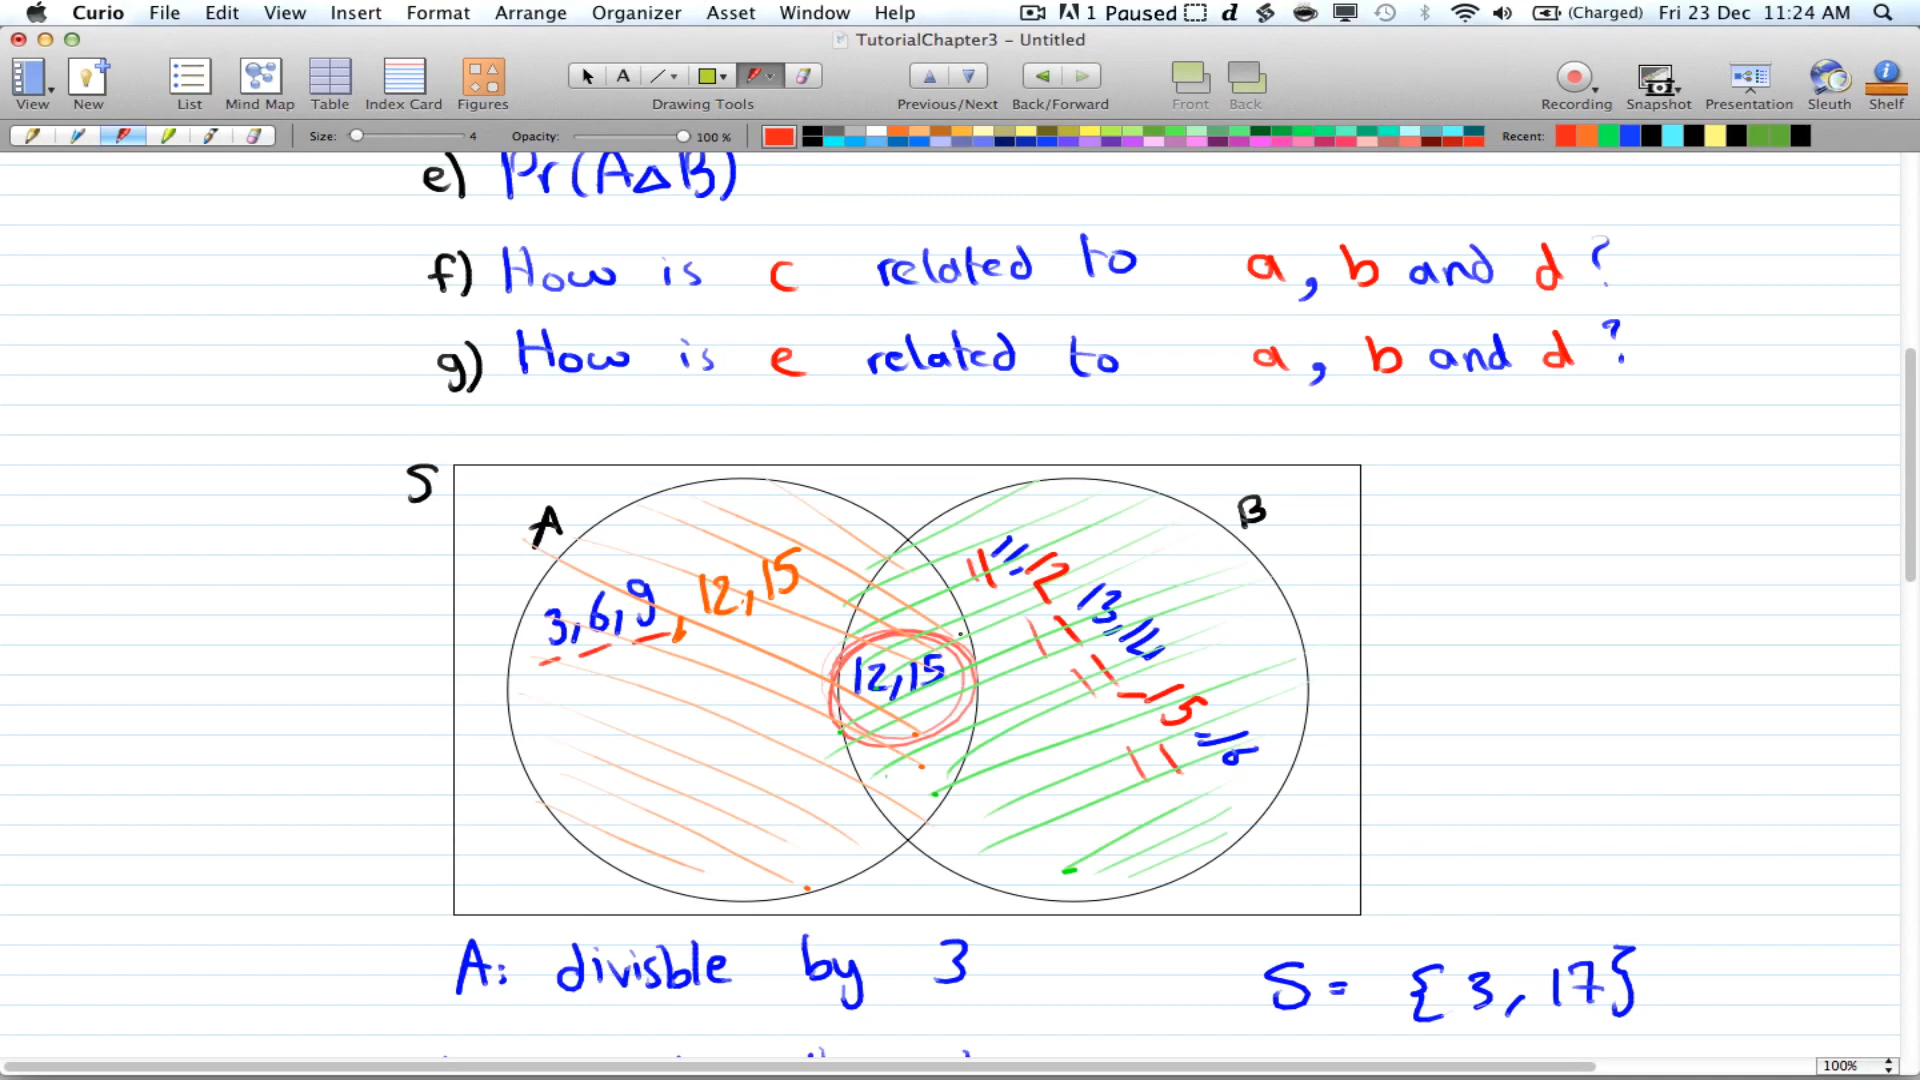 Curio File Edit View Insert Format Arrange Organizer Asset Window Help 1 Paused (Charged) Fri 23 Dec 11:24 AM
TutorialChapter3 – Untitled
View New List Mind Map Table Index Card Figures Drawing Tools Previous/Next Back/Forward Front Back Recording Snapshot Presentation Sleuth Shelf
Size: 4 Opacity: 100 % Recent:
e) Pr(A△B)
f) How is c related to a, b and d?
g) How is e related to a, b and d?
S
A
B
3, 6, 9, 12, 15
12, 15
11, 12
13, 14
15, 16
A: divisble by 3
S = {3, 17}
100%